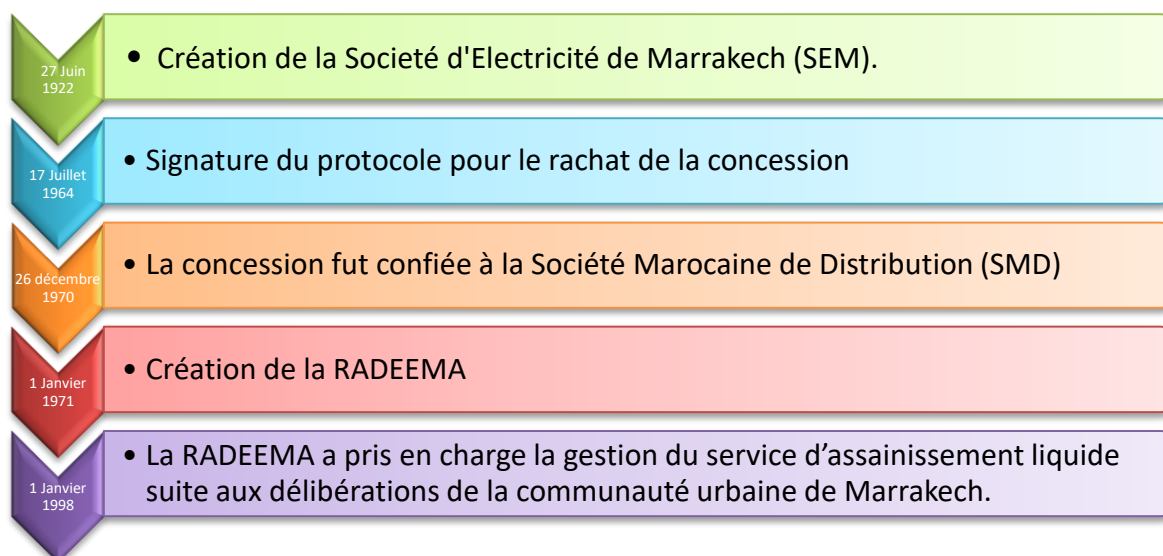 27 Juin
1922
• Création de la Societé d'Electricité de Marrakech (SEM).
17 Juillet
1964
• Signature du protocole pour le rachat de la concession
26 décembre
1970
• La concession fut confiée à la Société Marocaine de Distribution (SMD)
1 Janvier
1971
• Création de la RADEEMA
1 Janvier
1998
• La RADEEMA a pris en charge la gestion du service d’assainissement liquide
suite aux délibérations de la communauté urbaine de Marrakech.